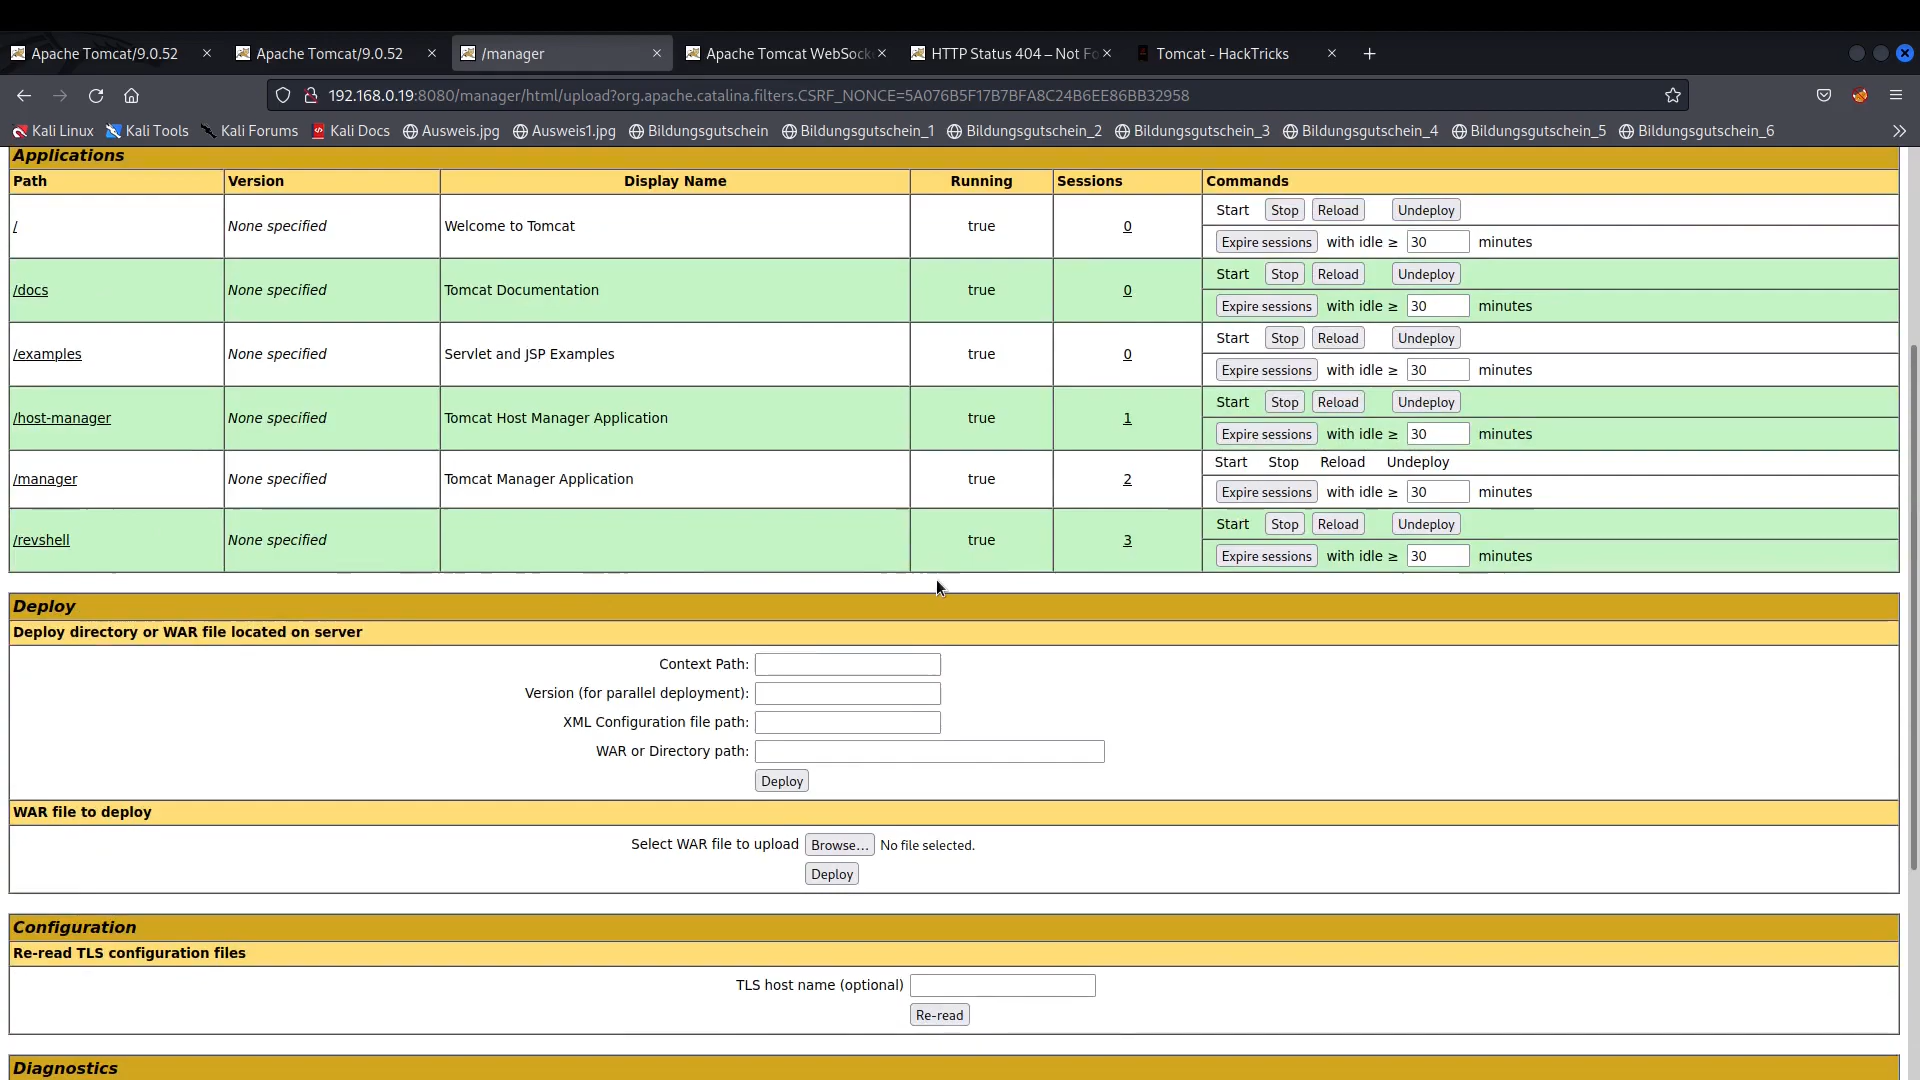 Apache Tomcat/9.0.52 Apache Tomcat/9.0.52 /manager Apache Tomcat WebSock HTTP Status 404 – Not Fo Tomcat - HackTricks
192.168.0.19:8080/manager/html/upload?org.apache.catalina.filters.CSRF_NONCE=5A076B5F17B7BFA8C24B6EE86BB32958
Kali Linux Kali Tools Kali Forums Kali Docs Ausweis.jpg Ausweis1.jpg Bildungsgutschein Bildungsgutschein_1 Bildungsgutschein_2 Bildungsgutschein_3 Bildungsgutschein_4 Bildungsgutschein_5 Bildungsgutschein_6
Applications
Path Version Display Name Running Sessions Commands
/ None specified Welcome to Tomcat true 0 Start Stop Reload Undeploy
Expire sessions with idle ≥ 30 minutes
/docs None specified Tomcat Documentation true 0 Start Stop Reload Undeploy
Expire sessions with idle ≥ 30 minutes
/examples None specified Servlet and JSP Examples true 0 Start Stop Reload Undeploy
Expire sessions with idle ≥ 30 minutes
/host-manager None specified Tomcat Host Manager Application true 1 Start Stop Reload Undeploy
Expire sessions with idle ≥ 30 minutes
/manager None specified Tomcat Manager Application true 2 Start Stop Reload Undeploy
Expire sessions with idle ≥ 30 minutes
/revshell None specified true 3 Start Stop Reload Undeploy
Expire sessions with idle ≥ 30 minutes
Deploy
Deploy directory or WAR file located on server
Context Path:
Version (for parallel deployment):
XML Configuration file path:
WAR or Directory path:
Deploy
WAR file to deploy
Select WAR file to upload Browse... No file selected.
Deploy
Configuration
Re-read TLS configuration files
TLS host name (optional)
Re-read
Diagnostics